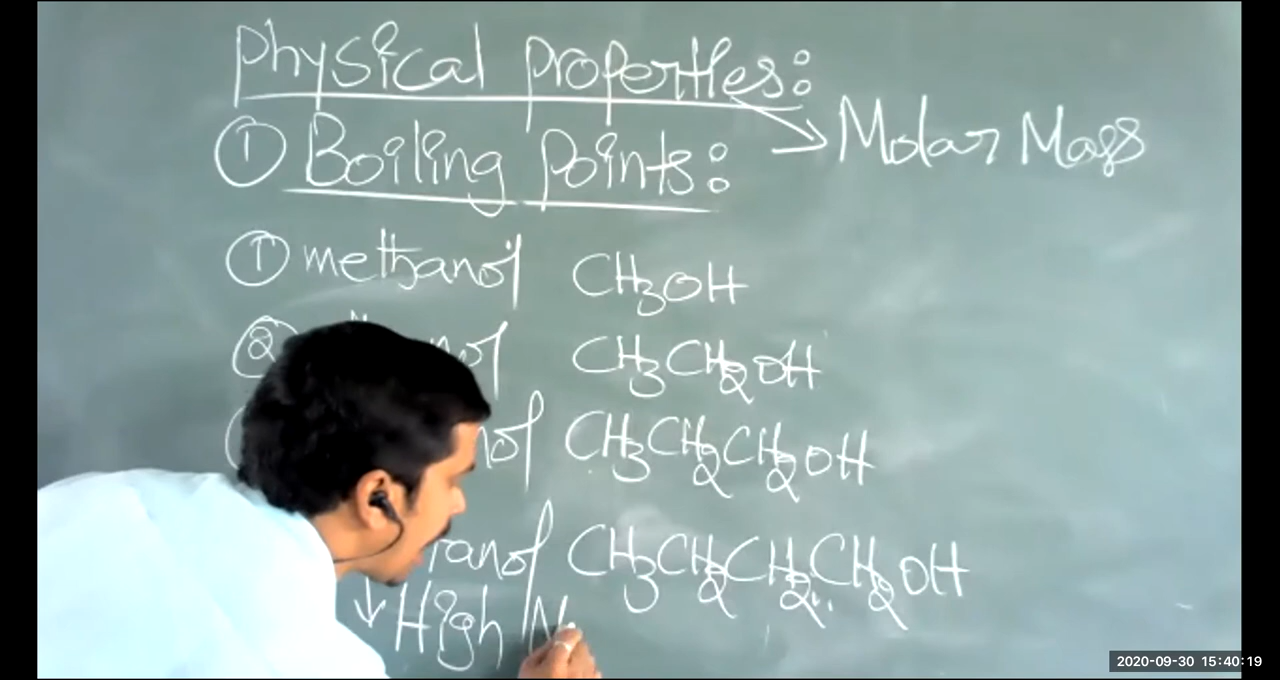 Physical Properties:
→ Molar Mass
① Boiling Points:
① methanol CH3OH
② CH3CH2OH
CH3CH2CH2OH
CH3CH2CH2CH2OH
↓ High
2020-09-30 15:40:19